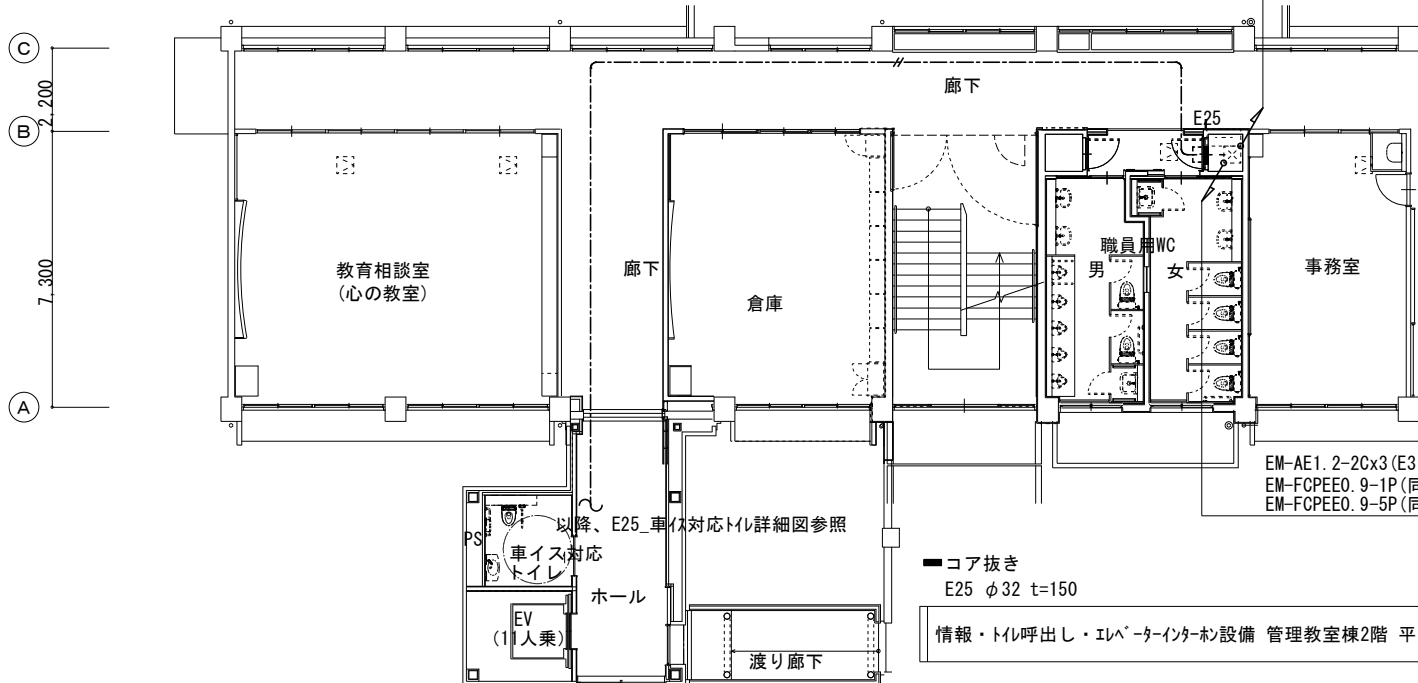 C
2,200
廊下
B
E25
7,300
教育相談室
(心の教室)
廊下
倉庫
職員用WC
男
女
事務室
A
EM-AE1.2-2Cx3(E3
EM-FCPEE0.9-1P(同
EM-FCPEE0.9-5P(同
以降、E25_車イス対応トイレ詳細図参照
PS
車イス対応
トイレ
コア抜き
E25 φ32 t=150
ホール
EV
(11人乗)
情報・トイレ呼出し・エレベーターインターホン設備 管理教室棟2階 平
渡り廊下